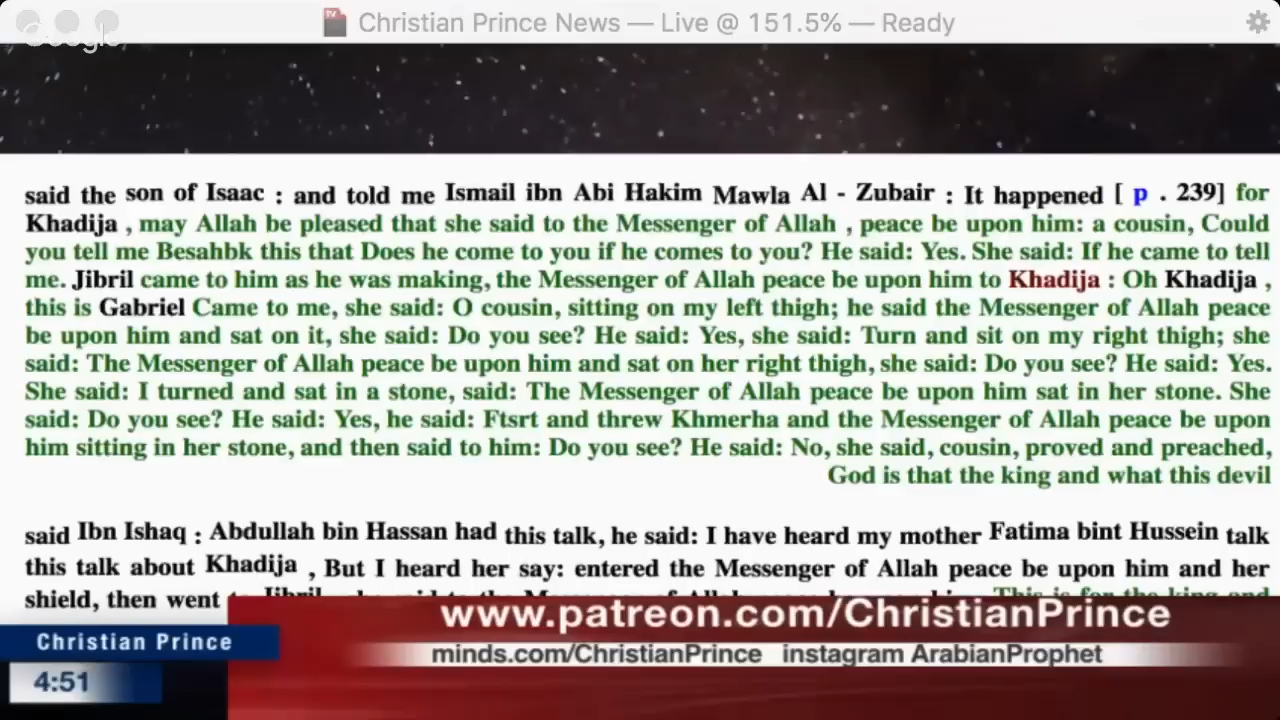 Christian Prince News — Live @ 151.5% — Ready
Google
said the son of Isaac : and told me Ismail ibn Abi Hakim Mawla Al - Zubair : It happened [ p . 239] for
Khadija , may Allah be pleased that she said to the Messenger of Allah , peace be upon him: a cousin, Could
you tell me Besahbk this that Does he come to you if he comes to you? He said: Yes. She said: If he came to tell
me. Jibril came to him as he was making, the Messenger of Allah peace be upon him to Khadija : Oh Khadija ,
this is Gabriel Came to me, she said: O cousin, sitting on my left thigh; he said the Messenger of Allah peace
be upon him and sat on it, she said: Do you see? He said: Yes, she said: Turn and sit on my right thigh; she
said: The Messenger of Allah peace be upon him and sat on her right thigh, she said: Do you see? He said: Yes.
She said: I turned and sat in a stone, said: The Messenger of Allah peace be upon him sat in her stone. She
said: Do you see? He said: Yes, he said: Ftsrt and threw Khmerha and the Messenger of Allah peace be upon
him sitting in her stone, and then said to him: Do you see? He said: No, she said, cousin, proved and preached,
God is that the king and what this devil
said Ibn Ishaq : Abdullah bin Hassan had this talk, he said: I have heard my mother Fatima bint Hussein talk
this talk about Khadija , But I heard her say: entered the Messenger of Allah peace be upon him and her
shield, then went Jibril This is for the king and
www.patreon.com/ChristianPrince
Christian Prince
minds.com/ChristianPrince instagram ArabianProphet
4:51